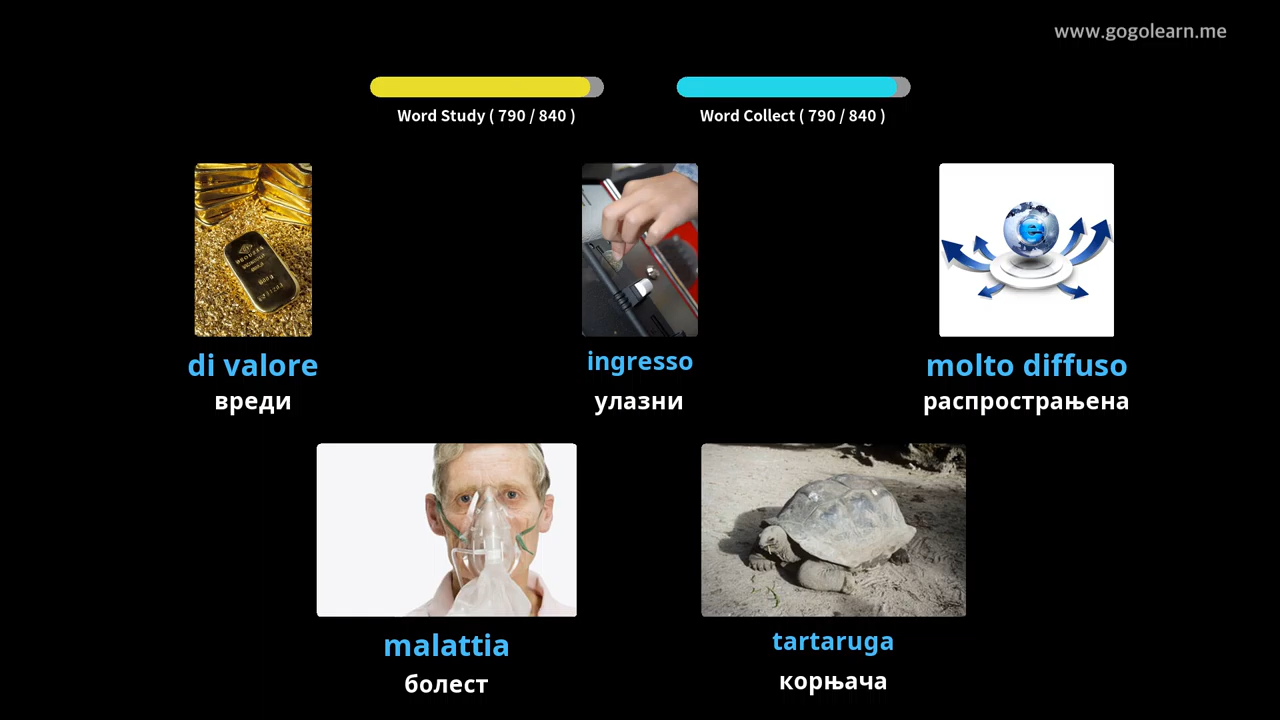 www.gogolearn.me
Word Study ( 790 / 840 )
Word Collect ( 790 / 840 )
di valore
ingresso
molto diffuso
вреди
улазни
распрострањена
malattia
tartaruga
болест
корњача